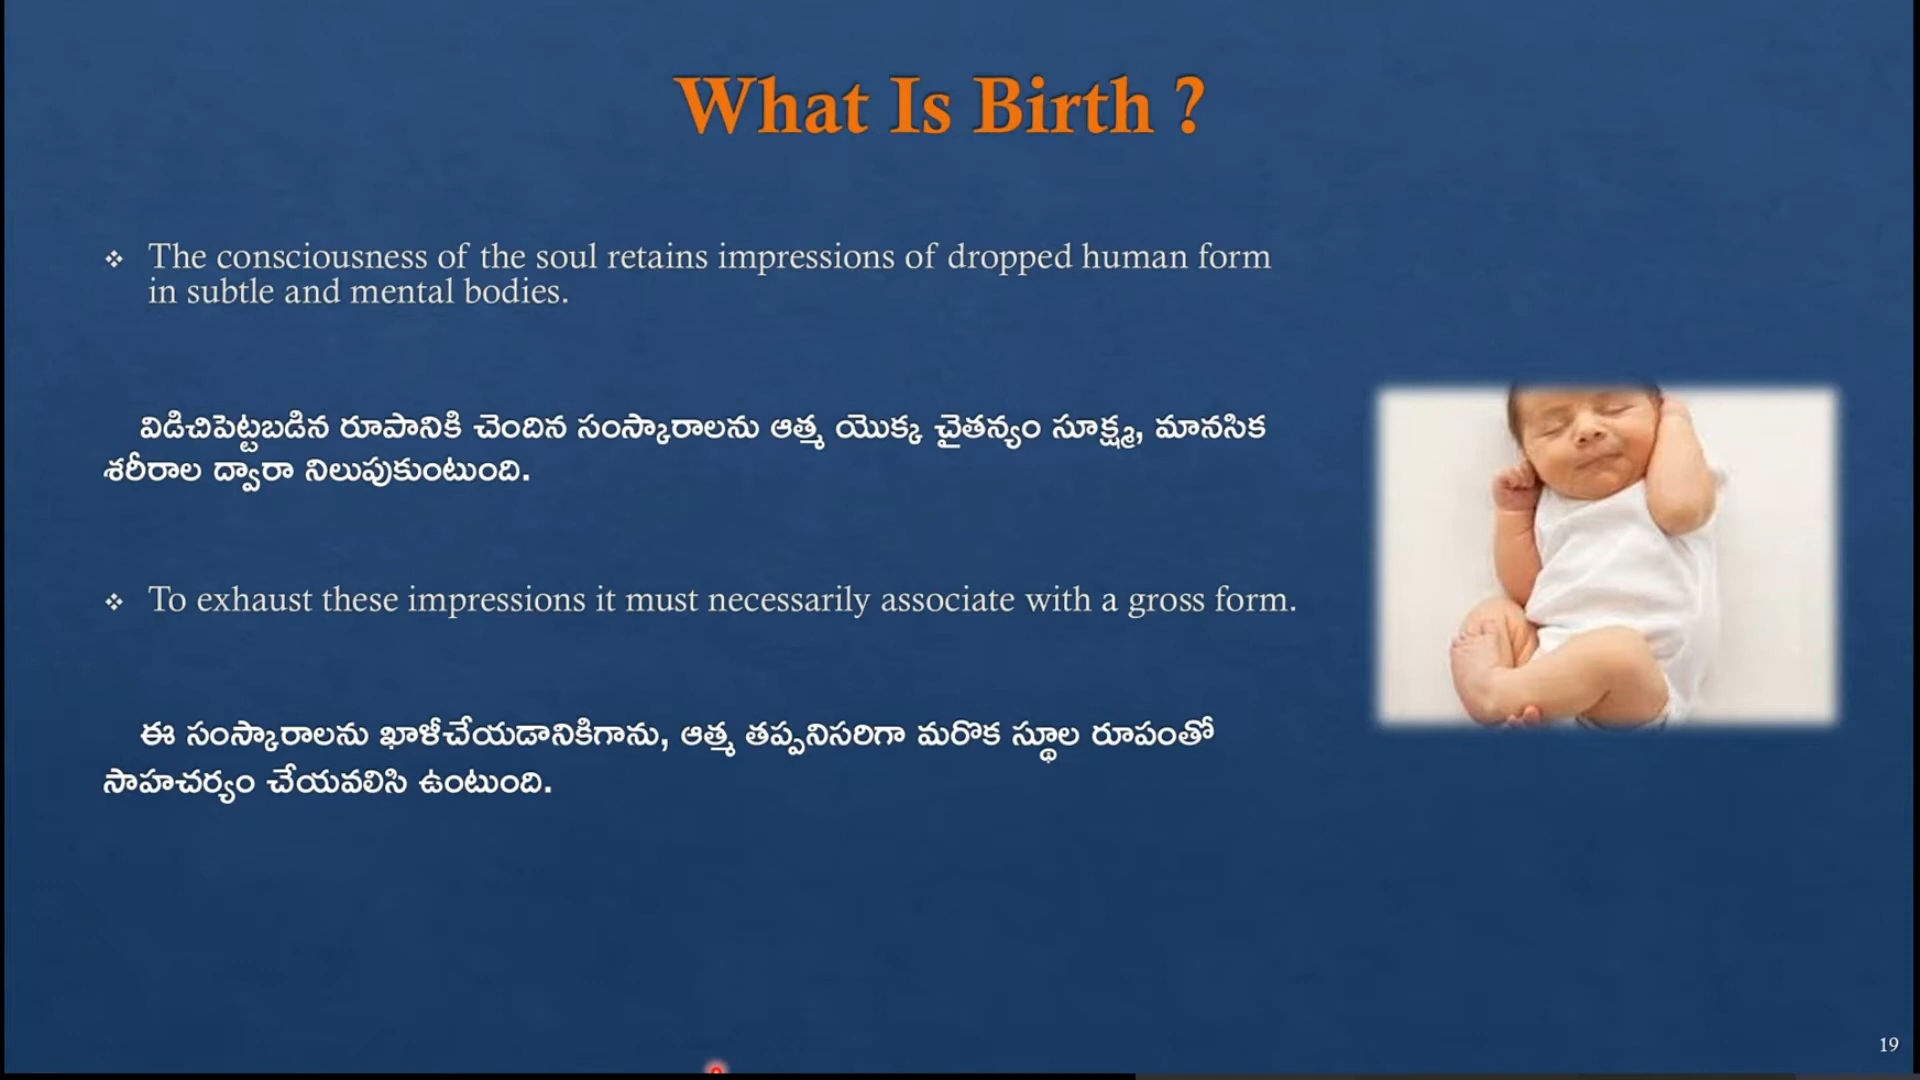 What Is Birth ?
❖ The consciousness of the soul retains impressions of dropped human form
in subtle and mental bodies.
విడిచిపెట్టబడిన రూపానికి చెందిన సంస్కారాలను ఆత్మ యొక్క చైతన్యం సూక్ష్మ, మానసిక
శరీరాల ద్వారా నిలుపుకుంటుంది.
❖ To exhaust these impressions it must necessarily associate with a gross form.
ఈ సంస్కారాలను ఖాళీచేయడానికిగాను, ఆత్మ తప్పనిసరిగా మరొక స్థూల రూపంతో
సాహచర్యం చేయవలసి ఉంటుంది.
19